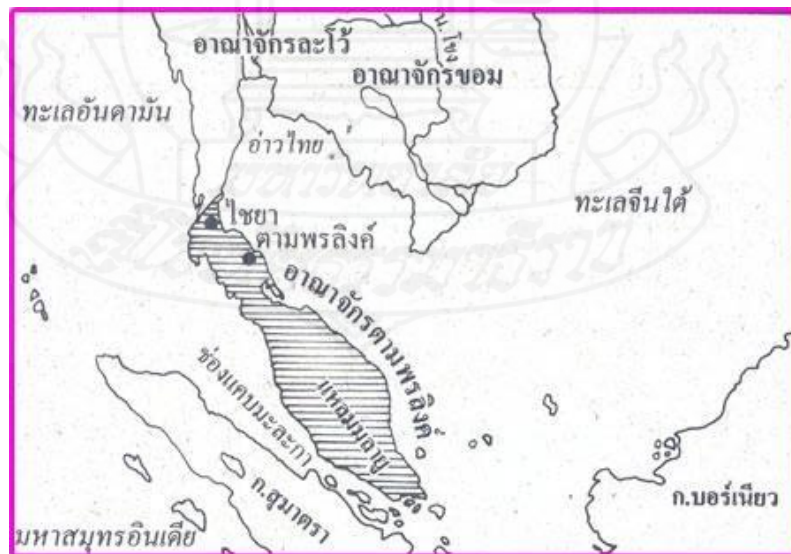 อาณาจักรละโว้
น.โขง
อาณาจักรขอม
ทะเลอันดามัน
อ่าวไทย
ทะเลจีนใต้
ไชยา
ตามพรลิงค์
อาณาจักรตามพรลิงค์
ช่องแคบมะละกา
แหลมมลายู
ก.สุมาตรา
ก.บอร์เนียว
มหาสมุทรอินเดีย